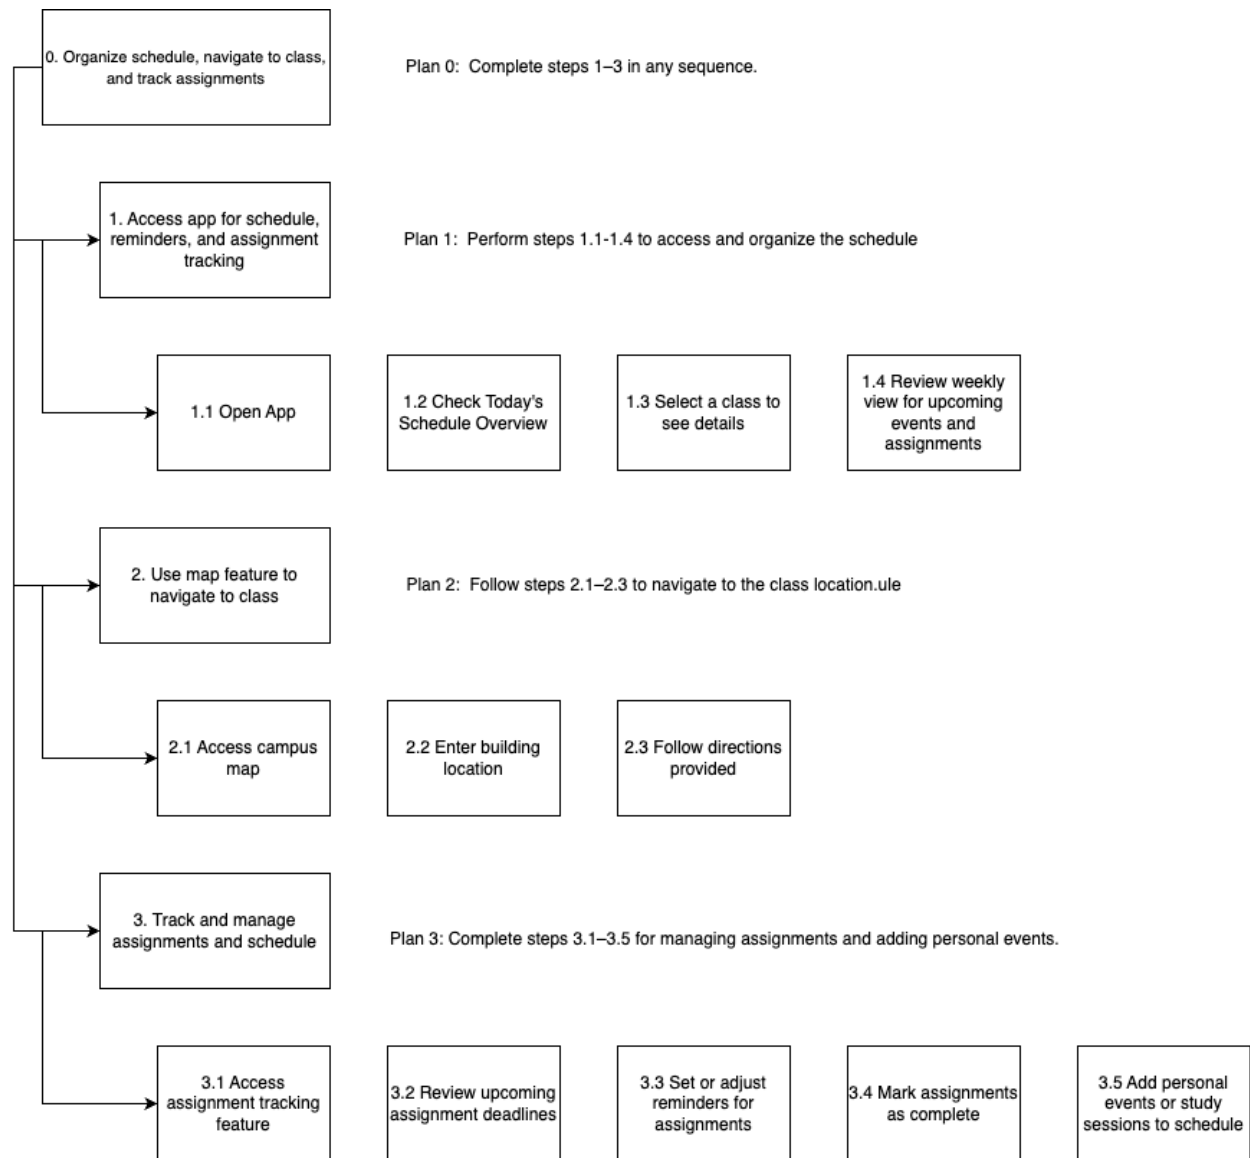 0. Organize schedule, navigate to class,
and track assignments
Plan 0:  Complete steps 1–3 in any sequence.
1. Access app for schedule,
reminders, and assignment
tracking
Plan 1:  Perform steps 1.1-1.4 to access and organize the schedule
1.1 Open App
1.2 Check Today's
Schedule Overview
1.3 Select a class to
see details
1.4 Review weekly
view for upcoming
events and
assignments
2. Use map feature to
navigate to class
Plan 2:  Follow steps 2.1–2.3 to navigate to the class location.ule
2.1 Access campus
map
2.2 Enter building
location
2.3 Follow directions
provided
3. Track and manage
assignments and schedule
Plan 3: Complete steps 3.1–3.5 for managing assignments and adding personal events.
3.1 Access
assignment tracking
feature
3.2 Review upcoming
assignment deadlines
3.3 Set or adjust
reminders for
assignments
3.4 Mark assignments
as complete
3.5 Add personal
events or study
sessions to schedule